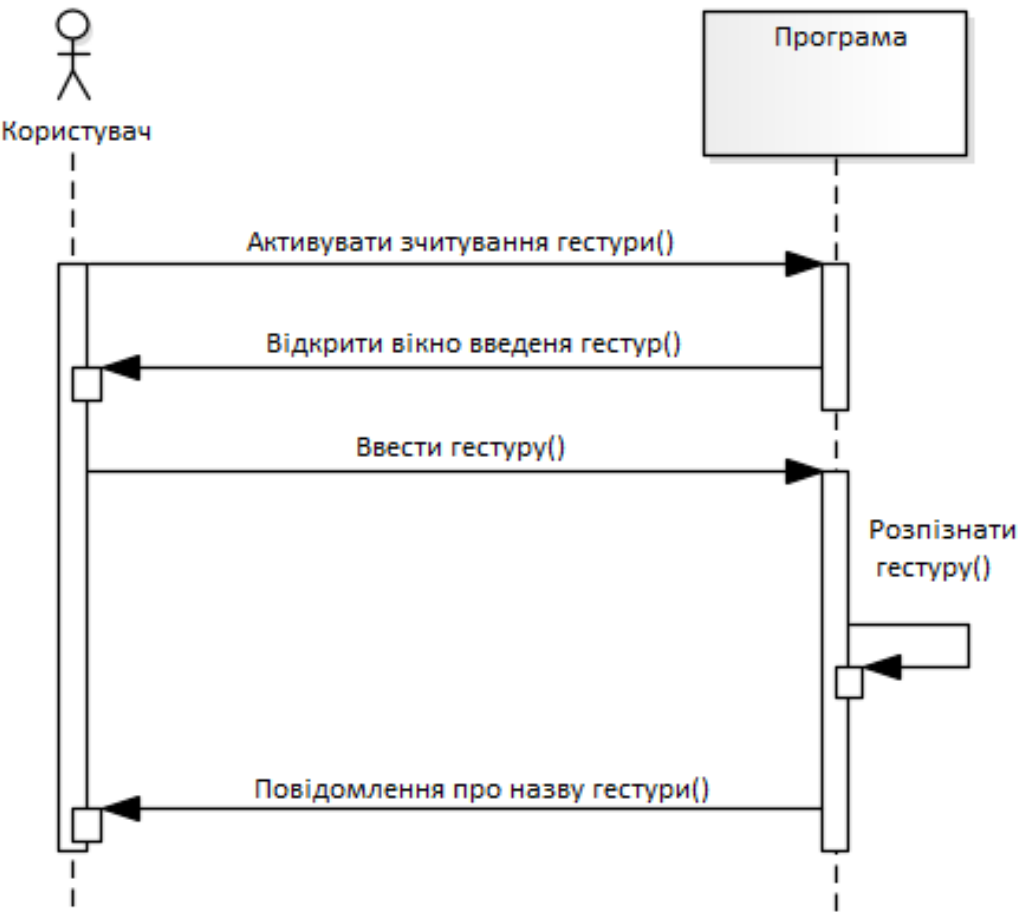 Програма
Користувач
Активувати зчитування гестури()
Відкрити вікно введеня гестур()
Ввести гестуру()
Розпізнати
гестуру()
Повідомлення про назву гестури()